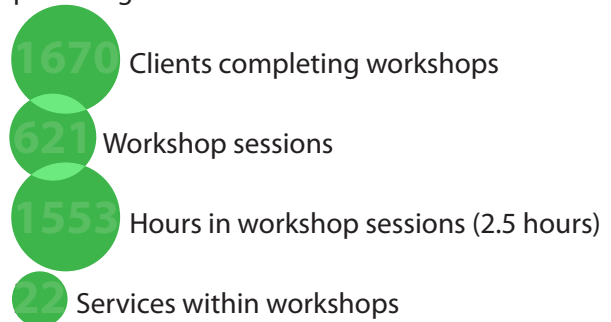 1670 Clients completing workshops
621 Workshop sessions
1553 Hours in workshop sessions (2.5 hours)
22 Services within workshops